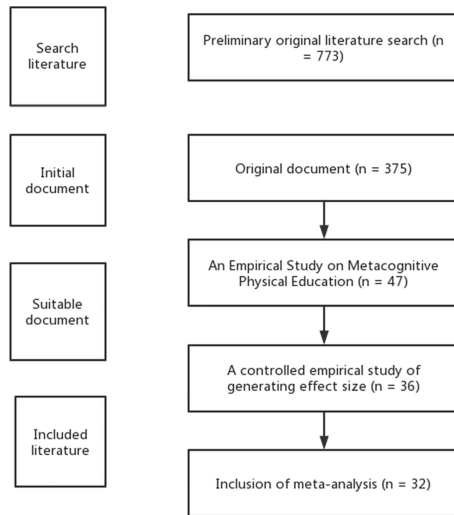 Search
literature
Preliminary original literature search (n
= 773)
Initial
document
Original document (n = 375)
An Empirical Study on Metacognitive
Physical Education (n = 47)
Suitable
document
A controlled empirical study of
generating effect size (n = 36)
Included
literature
Inclusion of meta-analysis (n = 32)